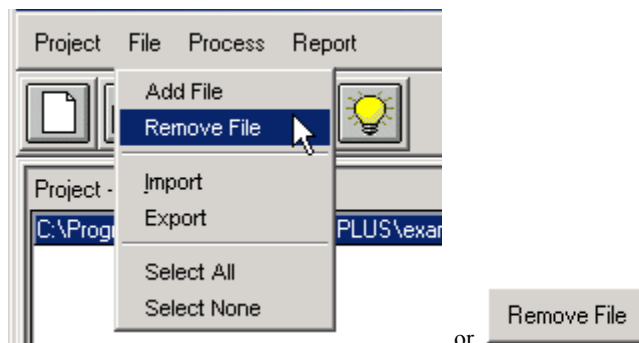 Project File Process Report
Add File
Remove File
Import
Project -
Export
C:\Prog PLUS\exam
Select All
Select None
or Remove File